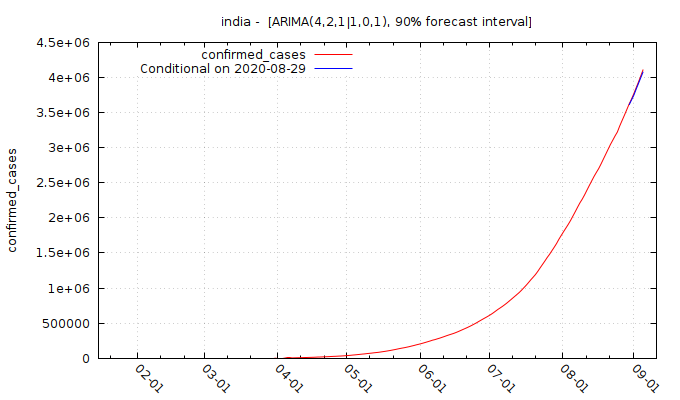 india -  [ARIMA(4,2,1|1,0,1), 90% forecast interval]
confirmed_cases
Conditional on 2020-08-29
4.5e+06
4e+06
3.5e+06
3e+06
2.5e+06
2e+06
1.5e+06
1e+06
500000
0
confirmed_cases
02-01
03-01
04-01
05-01
06-01
07-01
08-01
09-01